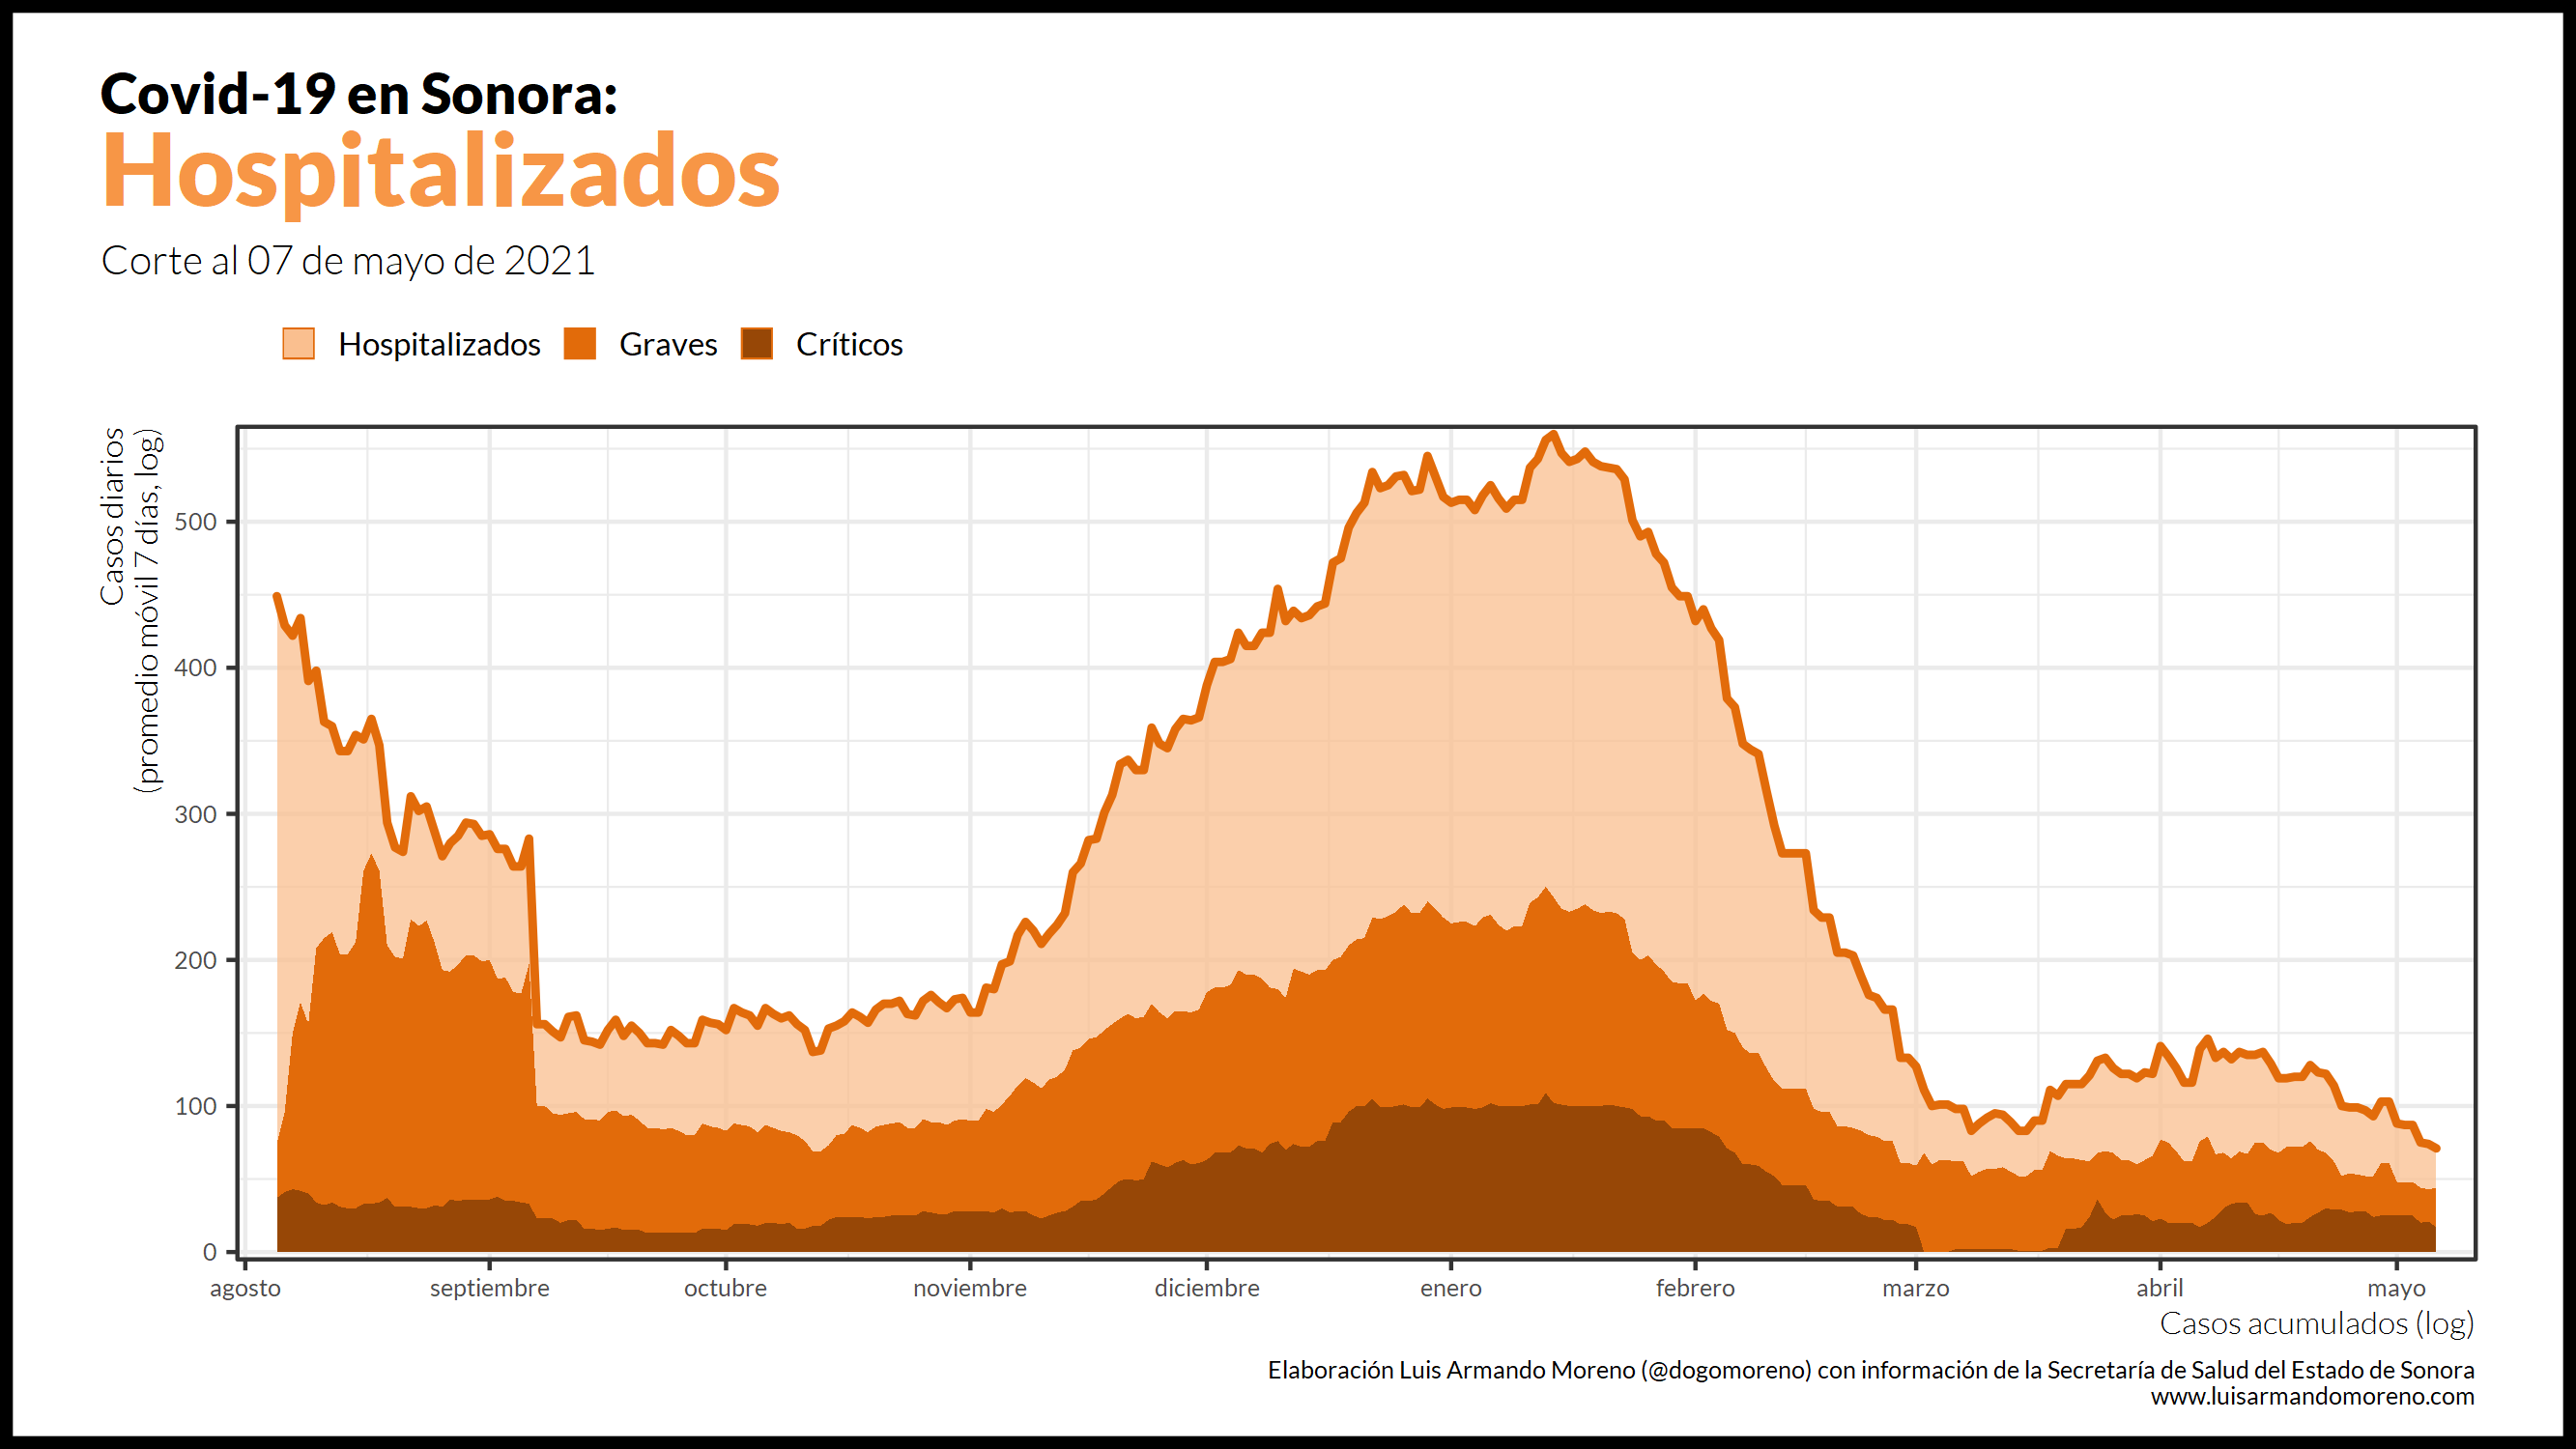 Covid-19 en Sonora:
Hospitalizados
Corte al 07 de mayo de 2021
Hospitalizados Graves Críticos
Casos diarios
(promedio móvil 7 días, log)
500
400
300
200
100
0
agosto septiembre octubre noviembre diciembre enero febrero marzo abril mayo
Casos acumulados (log)
Elaboración Luis Armando Moreno (@dogomoreno) con información de la Secretaría de Salud del Estado de Sonora
www.luisarmandomoreno.com